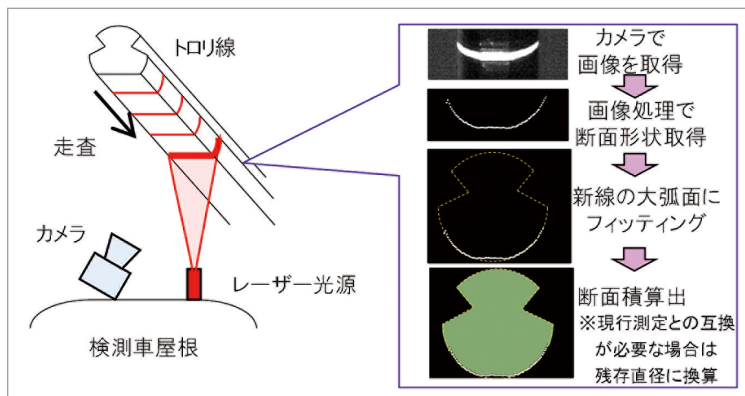 トロリ線
走査
カメラ
レーザー光源
検測車屋根
カメラで
画像を取得
画像処理で
断面形状取得
新線の大弧面に
フィッティング
断面積算出
※現行測定との互換
が必要な場合は
残存直径に換算